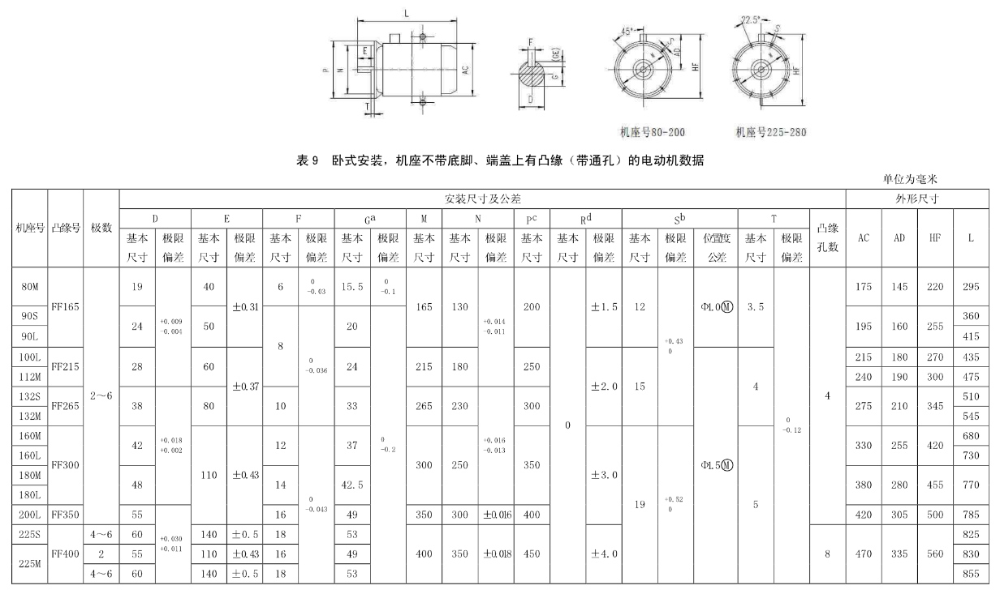 L
E
P
N
T
AC
F
(GE)
G
D
45°
S
M
AD
HF
22.5°
S
M
HF
机座号80-200
机座号225-280
表 9 卧式安装，机座不带底脚、端盖上有凸缘（带通孔）的电动机数据
单位为毫米
机座号 凸缘号 极数 安装尺寸及公差 外形尺寸
D E F Ga M N Pc Rd Sb T 凸缘孔数 AC AD HF L
基本尺寸 极限偏差 基本尺寸 极限偏差 基本尺寸 极限偏差 基本尺寸 极限偏差 基本尺寸 基本尺寸 极限偏差 基本尺寸 基本尺寸 极限偏差 基本尺寸 极限偏差 位置度公差 基本尺寸 极限偏差
80M FF165 2～6 19 +0.009 -0.004 40 ±0.31 6 0 -0.03 15.5 0 -0.1 165 130 +0.014 -0.011 200 0 ±1.5 12 +0.43 0 Φ1.0Ⓜ 3.5 0 -0.12 4 175 145 220 295
90S 24 50 8 0 -0.036 20 0 -0.2 195 160 255 360
90L 415
100L FF215 28 60 ±0.37 24 215 180 250 ±2.0 15 Φ1.5Ⓜ 4 215 180 270 435
112M 240 190 300 475
132S FF265 38 +0.018 +0.002 80 10 33 265 230 +0.016 -0.013 300 275 210 345 510
132M 545
160M FF300 42 110 ±0.43 12 0 -0.043 37 300 250 350 ±3.0 19 +0.52 0 5 330 255 420 680
160L 730
180M 48 14 42.5 380 280 455 770
180L
200L FF350 55 +0.030 +0.011 16 49 350 300 ±0.016 400 420 305 500 785
225S FF400 4～6 60 140 ±0.5 18 53 400 350 ±0.018 450 ±4.0 8 470 335 560 825
225M 2 55 110 ±0.43 16 49 830
4～6 60 140 ±0.5 18 53 855